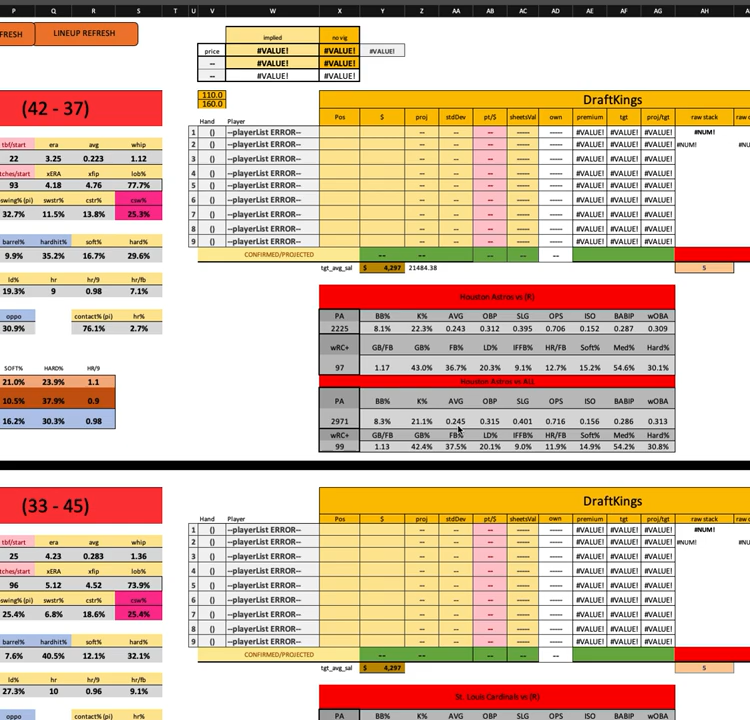 P Q R S T U V W X Y Z AA AB AC AD AE AF AG AH
FRESH LINEUP REFRESH
implied no vig
price #VALUE! #VALUE! #VALUE!
-- #VALUE! #VALUE!
-- #VALUE! #VALUE!
110.0
160.0
(42 - 37) DraftKings
Hand Player Pos $ proj stdDev pt/$ sheetsVal own premium tgt proj/tgt raw stack
1 () --playerList ERROR-- -- -- -- ----- ----- #VALUE! #VALUE! #VALUE! #NUM!
2 () --playerList ERROR-- -- -- -- ----- ----- #VALUE! #VALUE! #VALUE! #NUM! #NU
3 () --playerList ERROR-- -- -- -- ----- ----- #VALUE! #VALUE! #VALUE!
4 () --playerList ERROR-- -- -- -- ----- ----- #VALUE! #VALUE! #VALUE!
5 () --playerList ERROR-- -- -- -- ----- ----- #VALUE! #VALUE! #VALUE!
6 () --playerList ERROR-- -- -- -- ----- ----- #VALUE! #VALUE! #VALUE!
7 () --playerList ERROR-- -- -- -- ----- ----- #VALUE! #VALUE! #VALUE!
8 () --playerList ERROR-- -- -- -- ----- ----- #VALUE! #VALUE! #VALUE!
9 () --playerList ERROR-- -- -- -- ----- ----- #VALUE! #VALUE! #VALUE!
CONFIRMED/PROJECTED -- -- -- -- --
tgt_avg_sal $ 4,297 21484.38 5
tbf/start era avg whip
22 3.25 0.223 1.12
tches/start xERA xfip lob%
93 4.18 4.76 77.7%
swing% (pi) swstr% cstr% csw%
32.7% 11.5% 13.8% 25.3%
barrel% hardhit% soft% hard%
9.9% 35.2% 16.7% 29.6%
ld% hr hr/9 hr/fb
19.3% 9 0.98 7.1%
oppo contact% (pi) hr%
30.9% 76.1% 2.7%
SOFT% HARD% HR/9
21.0% 23.9% 1.1
10.5% 37.9% 0.9
16.2% 30.3% 0.98
Houston Astros vs (R)
PA BB% K% AVG OBP SLG OPS ISO BABIP wOBA
2225 8.1% 22.3% 0.243 0.312 0.395 0.706 0.152 0.287 0.309
wRC+ GB/FB GB% FB% LD% IFFB% HR/FB Soft% Med% Hard%
97 1.17 43.0% 36.7% 20.3% 9.1% 12.7% 15.2% 54.6% 30.1%
Houston Astros vs ALL
PA BB% K% AVG OBP SLG OPS ISO BABIP wOBA
2971 8.3% 21.1% 0.245 0.315 0.401 0.716 0.156 0.286 0.313
wRC+ GB/FB GB% FB% LD% IFFB% HR/FB Soft% Med% Hard%
99 1.13 42.4% 37.5% 20.1% 9.0% 11.9% 14.9% 54.2% 30.8%
(33 - 45) DraftKings
Hand Player Pos $ proj stdDev pt/$ sheetsVal own premium tgt proj/tgt raw stack
1 () --playerList ERROR-- -- -- -- ----- ----- #VALUE! #VALUE! #VALUE! #NUM!
2 () --playerList ERROR-- -- -- -- ----- ----- #VALUE! #VALUE! #VALUE! #NUM! #NU
3 () --playerList ERROR-- -- -- -- ----- ----- #VALUE! #VALUE! #VALUE!
4 () --playerList ERROR-- -- -- -- ----- ----- #VALUE! #VALUE! #VALUE!
5 () --playerList ERROR-- -- -- -- ----- ----- #VALUE! #VALUE! #VALUE!
6 () --playerList ERROR-- -- -- -- ----- ----- #VALUE! #VALUE! #VALUE!
7 () --playerList ERROR-- -- -- -- ----- ----- #VALUE! #VALUE! #VALUE!
8 () --playerList ERROR-- -- -- -- ----- ----- #VALUE! #VALUE! #VALUE!
9 () --playerList ERROR-- -- -- -- ----- ----- #VALUE! #VALUE! #VALUE!
CONFIRMED/PROJECTED -- -- -- -- --
tgt_avg_sal $ 4,297 5
tbf/start era avg whip
25 4.23 0.283 1.36
tches/start xERA xfip lob%
96 5.12 4.52 73.9%
swing% (pi) swstr% cstr% csw%
25.4% 6.8% 18.6% 25.4%
barrel% hardhit% soft% hard%
7.6% 40.5% 12.1% 32.1%
ld% hr hr/9 hr/fb
27.3% 10 0.96 9.1%
oppo contact% (pi) hr%
St. Louis Cardinals vs (R)
PA BB% K% AVG OBP SLG OPS ISO BABIP wOBA